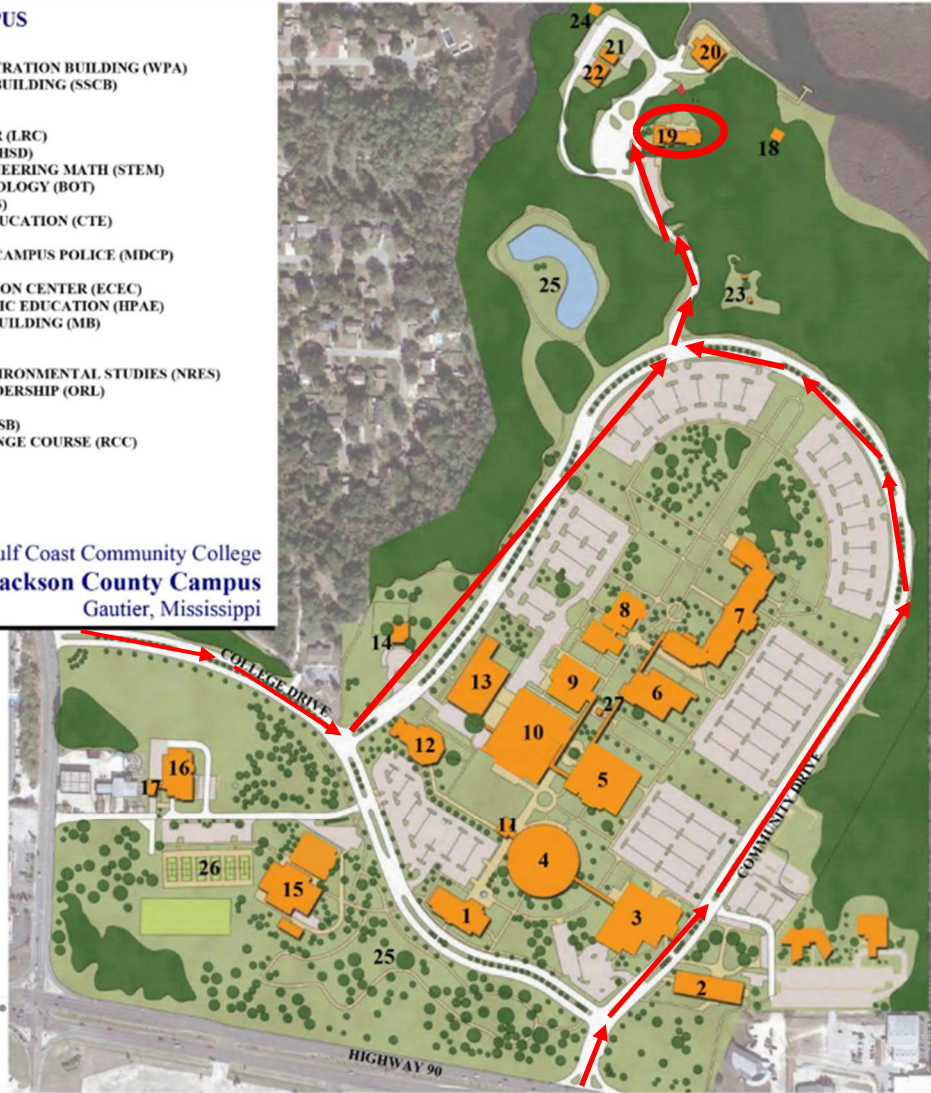 PUS
TRATION BUILDING (WPA)
BUILDING (SSCB)
R (LRC)
HSD)
NEERING MATH (STEM)
OLOGY (BOT)
S)
UCATION (CTE)
CAMPUS POLICE (MDCP)
ON CENTER (ECEC)
IC EDUCATION (HPAE)
UILDING (MB)
IRONMENTAL STUDIES (NRES)
DERSHIP (ORL)
SB)
NGE COURSE (RCC)
ulf Coast Community College
ackson County Campus
Gautier, Mississippi
24
21
20
22
19
18
25
23
8
7
14
COLLEGE DRIVE
13
9
6
27
10
12
16
17
5
COMMUNITY DRIVE
11
4
26
15
1
3
25
2
HIGHWAY 90